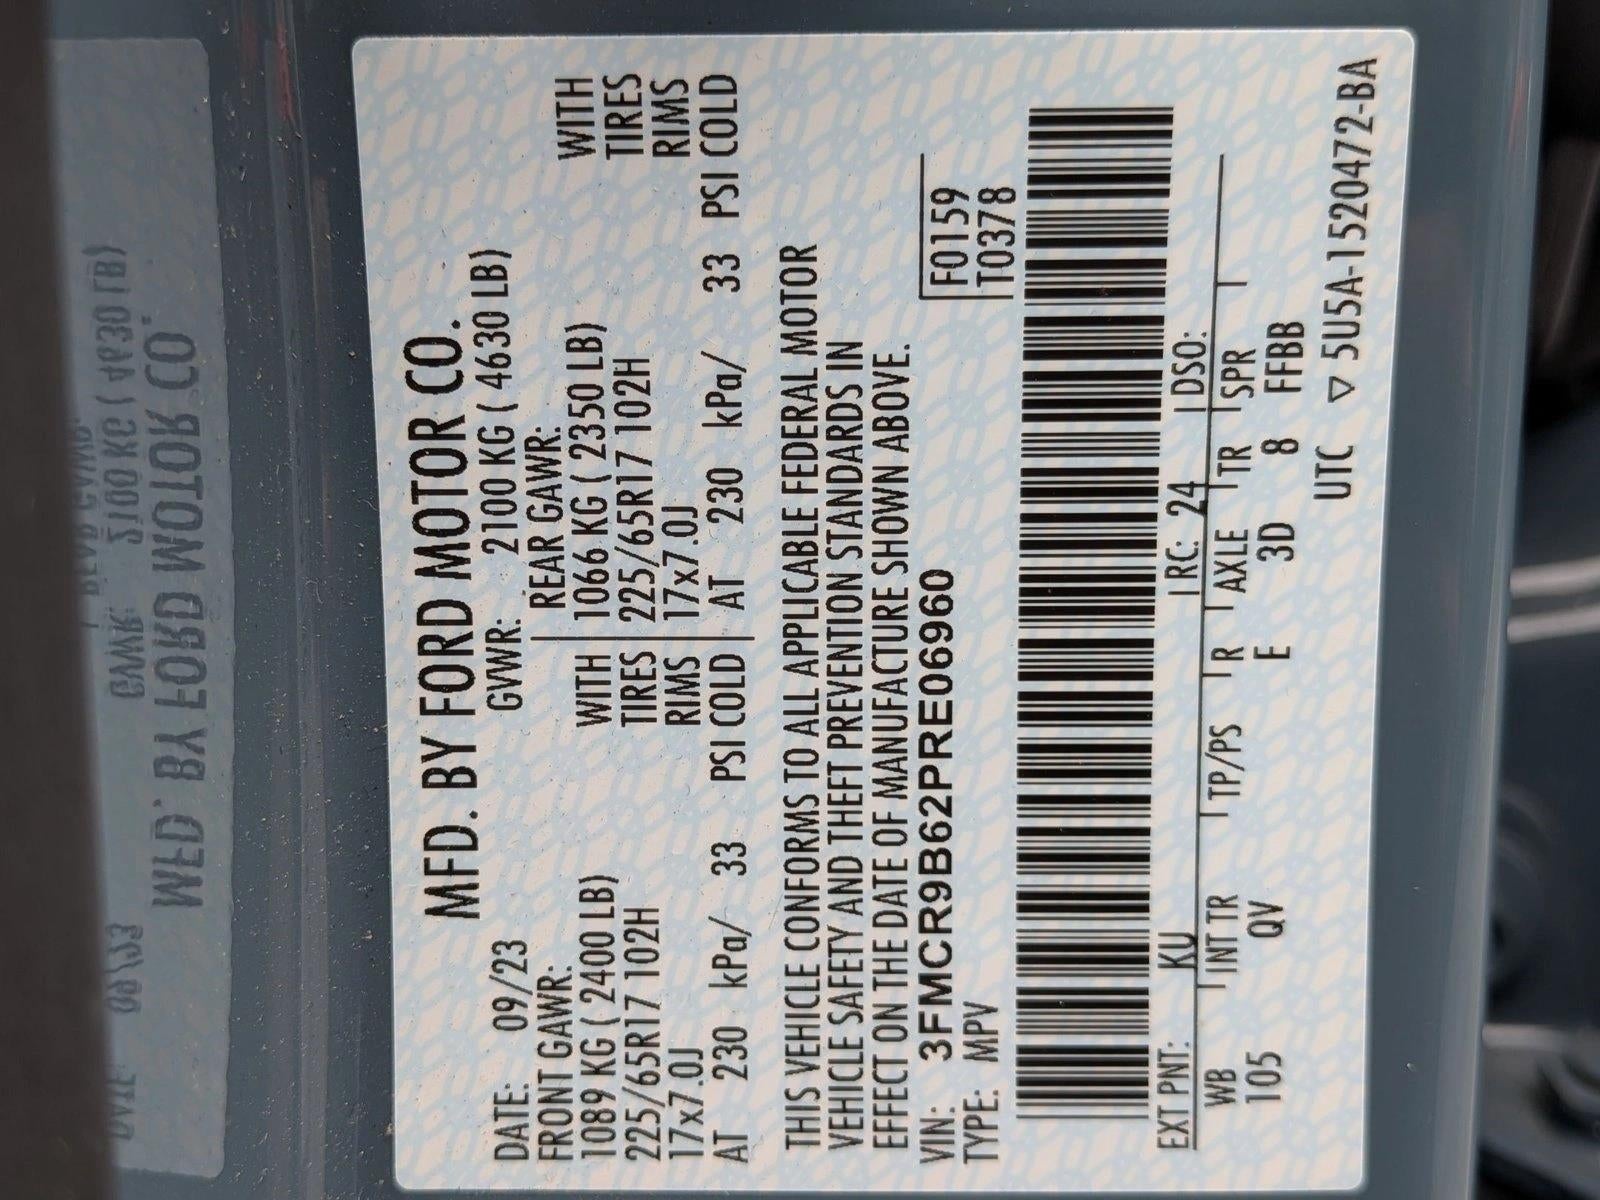 MFD. BY FORD MOTOR CO.
DATE: 09/23 GVWR: 2100 KG ( 4630 LB)
FRONT GAWR: REAR GAWR:
1089 KG ( 2400 LB) WITH 1066 KG ( 2350 LB) WITH
225/65R17 102H TIRES 225/65R17 102H TIRES
17x7.0J RIMS 17x7.0J RIMS
AT 230 kPa/ 33 PSI COLD AT 230 kPa/ 33 PSI COLD
THIS VEHICLE CONFORMS TO ALL APPLICABLE FEDERAL MOTOR
VEHICLE SAFETY AND THEFT PREVENTION STANDARDS IN
EFFECT ON THE DATE OF MANUFACTURE SHOWN ABOVE.
VIN: 3FMCR9B62PRE06960 F0159
TYPE: MPV T0378
EXT PNT: KU RC: 24 DSO:
WB INT TR TP/PS R AXLE TR SPR
105 QV E 3D 8 FFBB
UTC ▽ 5U5A-1520472-BA